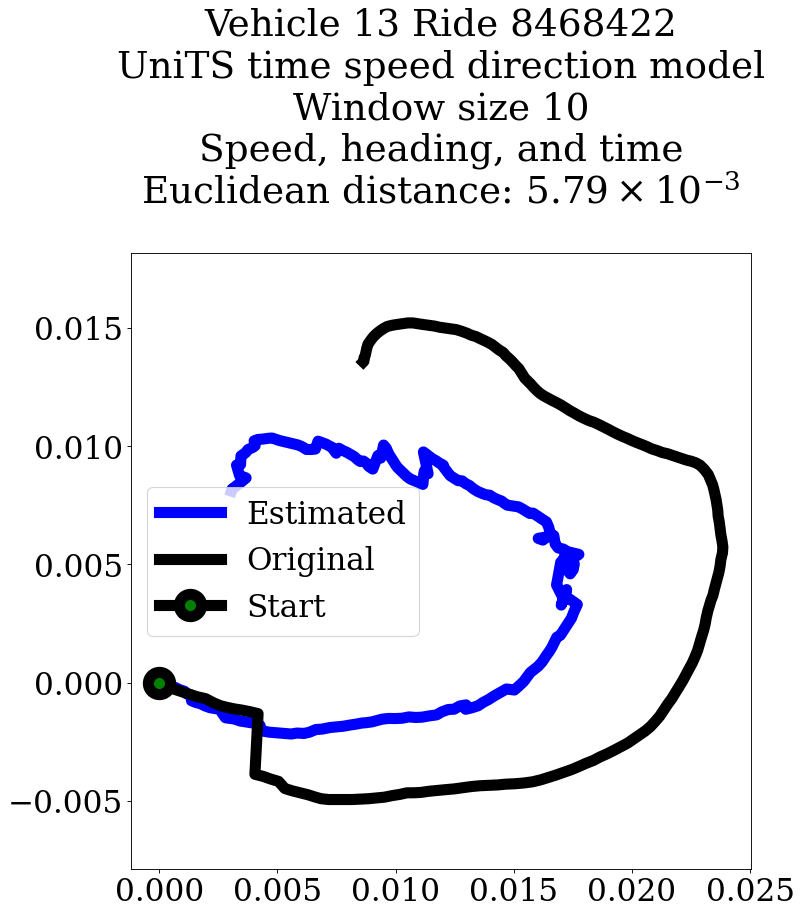 Vehicle 13 Ride 8468422
UniTS time speed direction model
Window size 10
Speed, heading, and time
Euclidean distance: 5.79 × 10⁻³
0.015
0.010
0.005
0.000
−0.005
Estimated
Original
Start
0.000 0.005 0.010 0.015 0.020 0.025